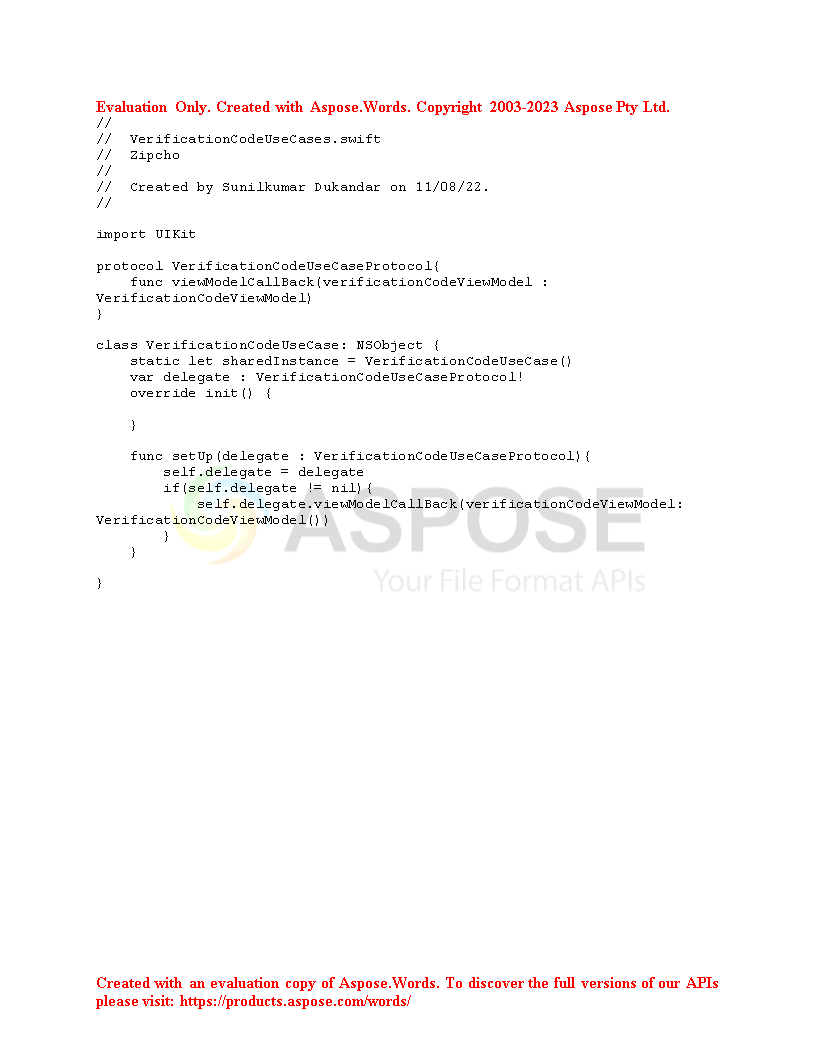 Evaluation Only. Created with Aspose.Words. Copyright 2003-2023 Aspose Pty Ltd.
//
//  VerificationCodeUseCases.swift
//  Zipcho
//
//  Created by Sunilkumar Dukandar on 11/08/22.
//
import UIKit
protocol VerificationCodeUseCaseProtocol{
    func viewModelCallBack(verificationCodeViewModel :
VerificationCodeViewModel)
}
class VerificationCodeUseCase: NSObject {
    static let sharedInstance = VerificationCodeUseCase()
    var delegate : VerificationCodeUseCaseProtocol!
    override init() {
    }
    func setUp(delegate : VerificationCodeUseCaseProtocol){
        self.delegate = delegate
        if(self.delegate != nil){
            self.delegate.viewModelCallBack(verificationCodeViewModel:
VerificationCodeViewModel())
        }
    }
}
ASPOSE
Your File Format APIs
Created with an evaluation copy of Aspose.Words. To discover the full versions of our APIs
please visit: https://products.aspose.com/words/